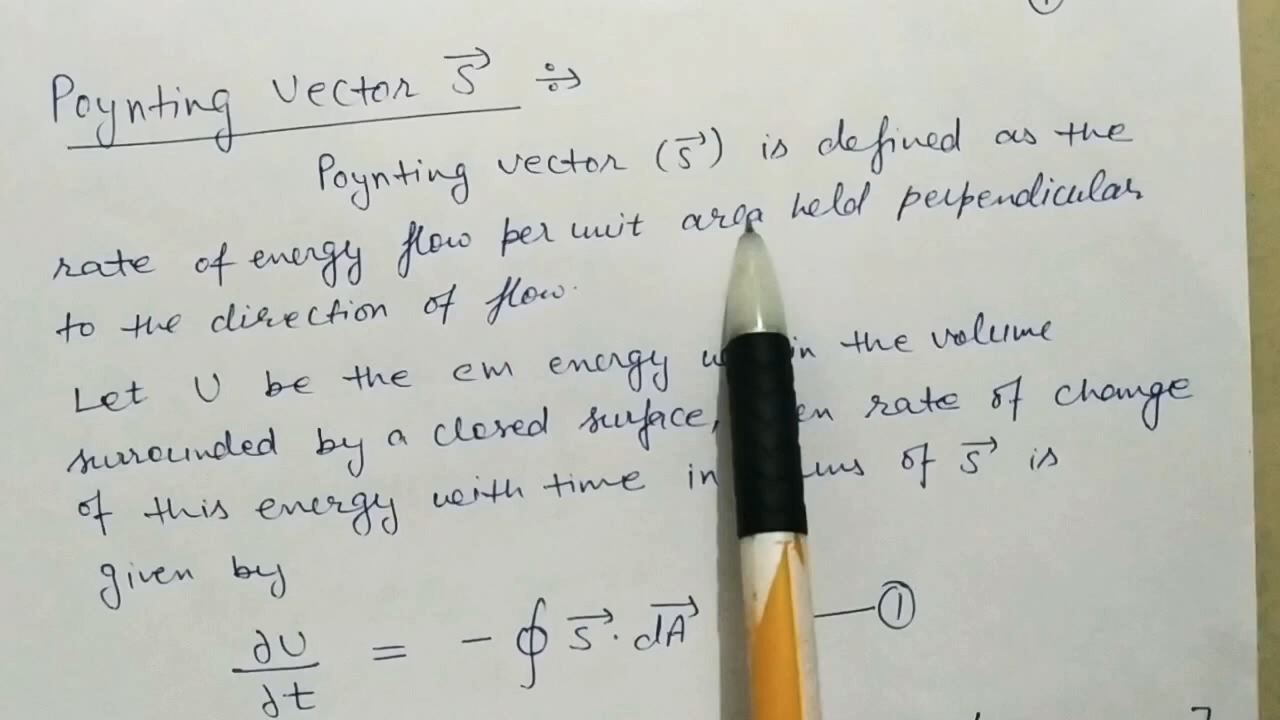 ①
Poynting Vector S⃗ ÷→
Poynting vector (S⃗) is defined as the
rate of energy flow per unit area held perpendicular
to the direction of flow.
Let U be the em energy in the volume
surrounded by a closed surface, rate of change
of this energy with time in of S⃗ is
given by
∂U/∂t = - ∮ S⃗ · dA⃗ —①